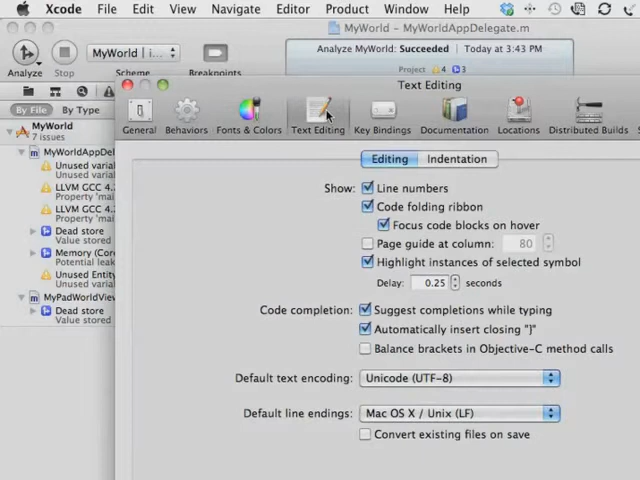 Xcode File Edit View Navigate Editor Product Window Help
MyWorld – MyWorldAppDelegate.m
Analyze MyWorld: Succeeded Today at 3:43 PM
Project 4 3
MyWorld | i...
Analyze Stop Scheme Breakpoints
Text Editing
General Behaviors Fonts & Colors Text Editing Key Bindings Documentation Locations Distributed Builds
By File By Type
MyWorld
7 issues
MyWorldAppDel
Unused variab
Unused variab
LLVM GCC 4.
Property 'mai
LLVM GCC 4.
Property 'mai
Dead store
Value stored
Memory (Cor
Potential leak
Unused Entity
Unused variab
MyPadWorldView
Dead store
Value stored
Editing Indentation
Show: Line numbers
Code folding ribbon
Focus code blocks on hover
Page guide at column: 80
Highlight instances of selected symbol
Delay: 0.25 seconds
Code completion: Suggest completions while typing
Automatically insert closing "}"
Balance brackets in Objective-C method calls
Default text encoding: Unicode (UTF-8)
Default line endings: Mac OS X / Unix (LF)
Convert existing files on save